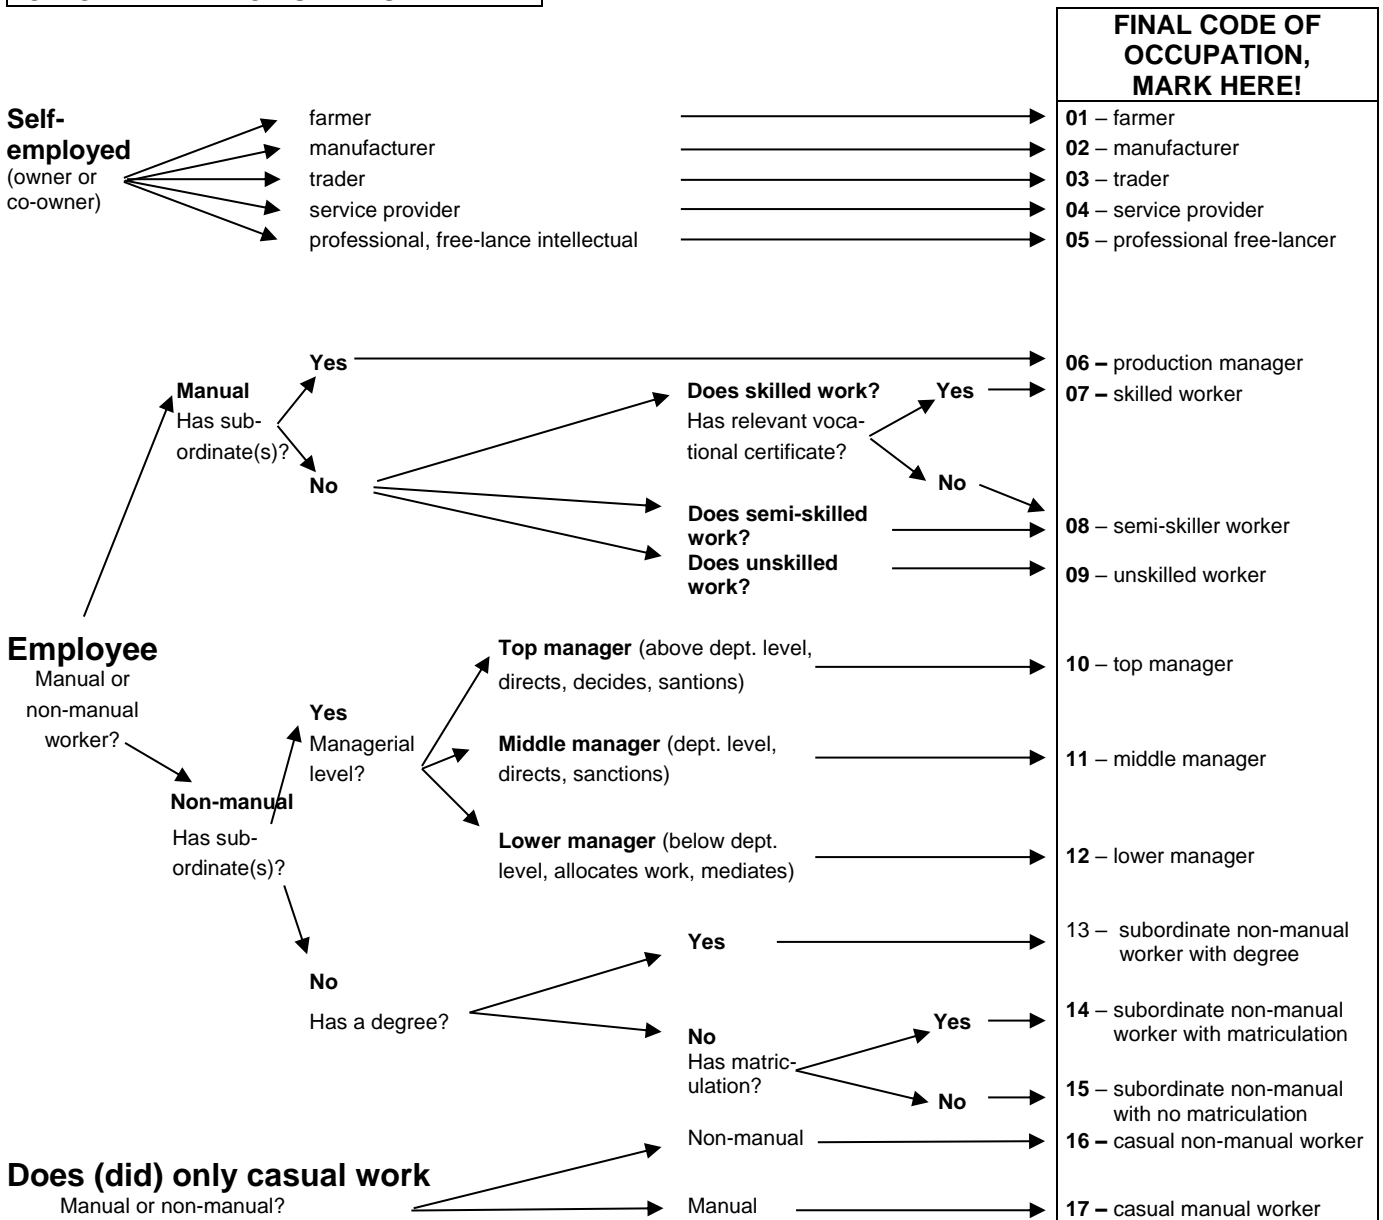 FINAL CODE OF
OCCUPATION,
MARK HERE!
Self-
employed
(owner or
co-owner)
farmer
manufacturer
trader
service provider
professional, free-lance intellectual
01 – farmer
02 – manufacturer
03 – trader
04 – service provider
05 – professional free-lancer
Yes
06 – production manager
Manual
Has sub-
ordinate(s)?
No
Does skilled work?
Has relevant voca-
tional certificate?
Yes
07 – skilled worker
No
Does semi-skilled
work?
08 – semi-skiller worker
Does unskilled
work?
09 – unskilled worker
Employee
Manual or
non-manual
worker?
Non-manual
Has sub-
ordinate(s)?
Yes
Managerial
level?
Top manager (above dept. level,
directs, decides, santions)
10 – top manager
Middle manager (dept. level,
directs, sanctions)
11 – middle manager
Lower manager (below dept.
level, allocates work, mediates)
12 – lower manager
No
Has a degree?
Yes
13 – subordinate non-manual
worker with degree
No
Has matric-
ulation?
Yes
14 – subordinate non-manual
worker with matriculation
No
15 – subordinate non-manual
with no matriculation
Does (did) only casual work
Manual or non-manual?
Non-manual
16 – casual non-manual worker
Manual
17 – casual manual worker